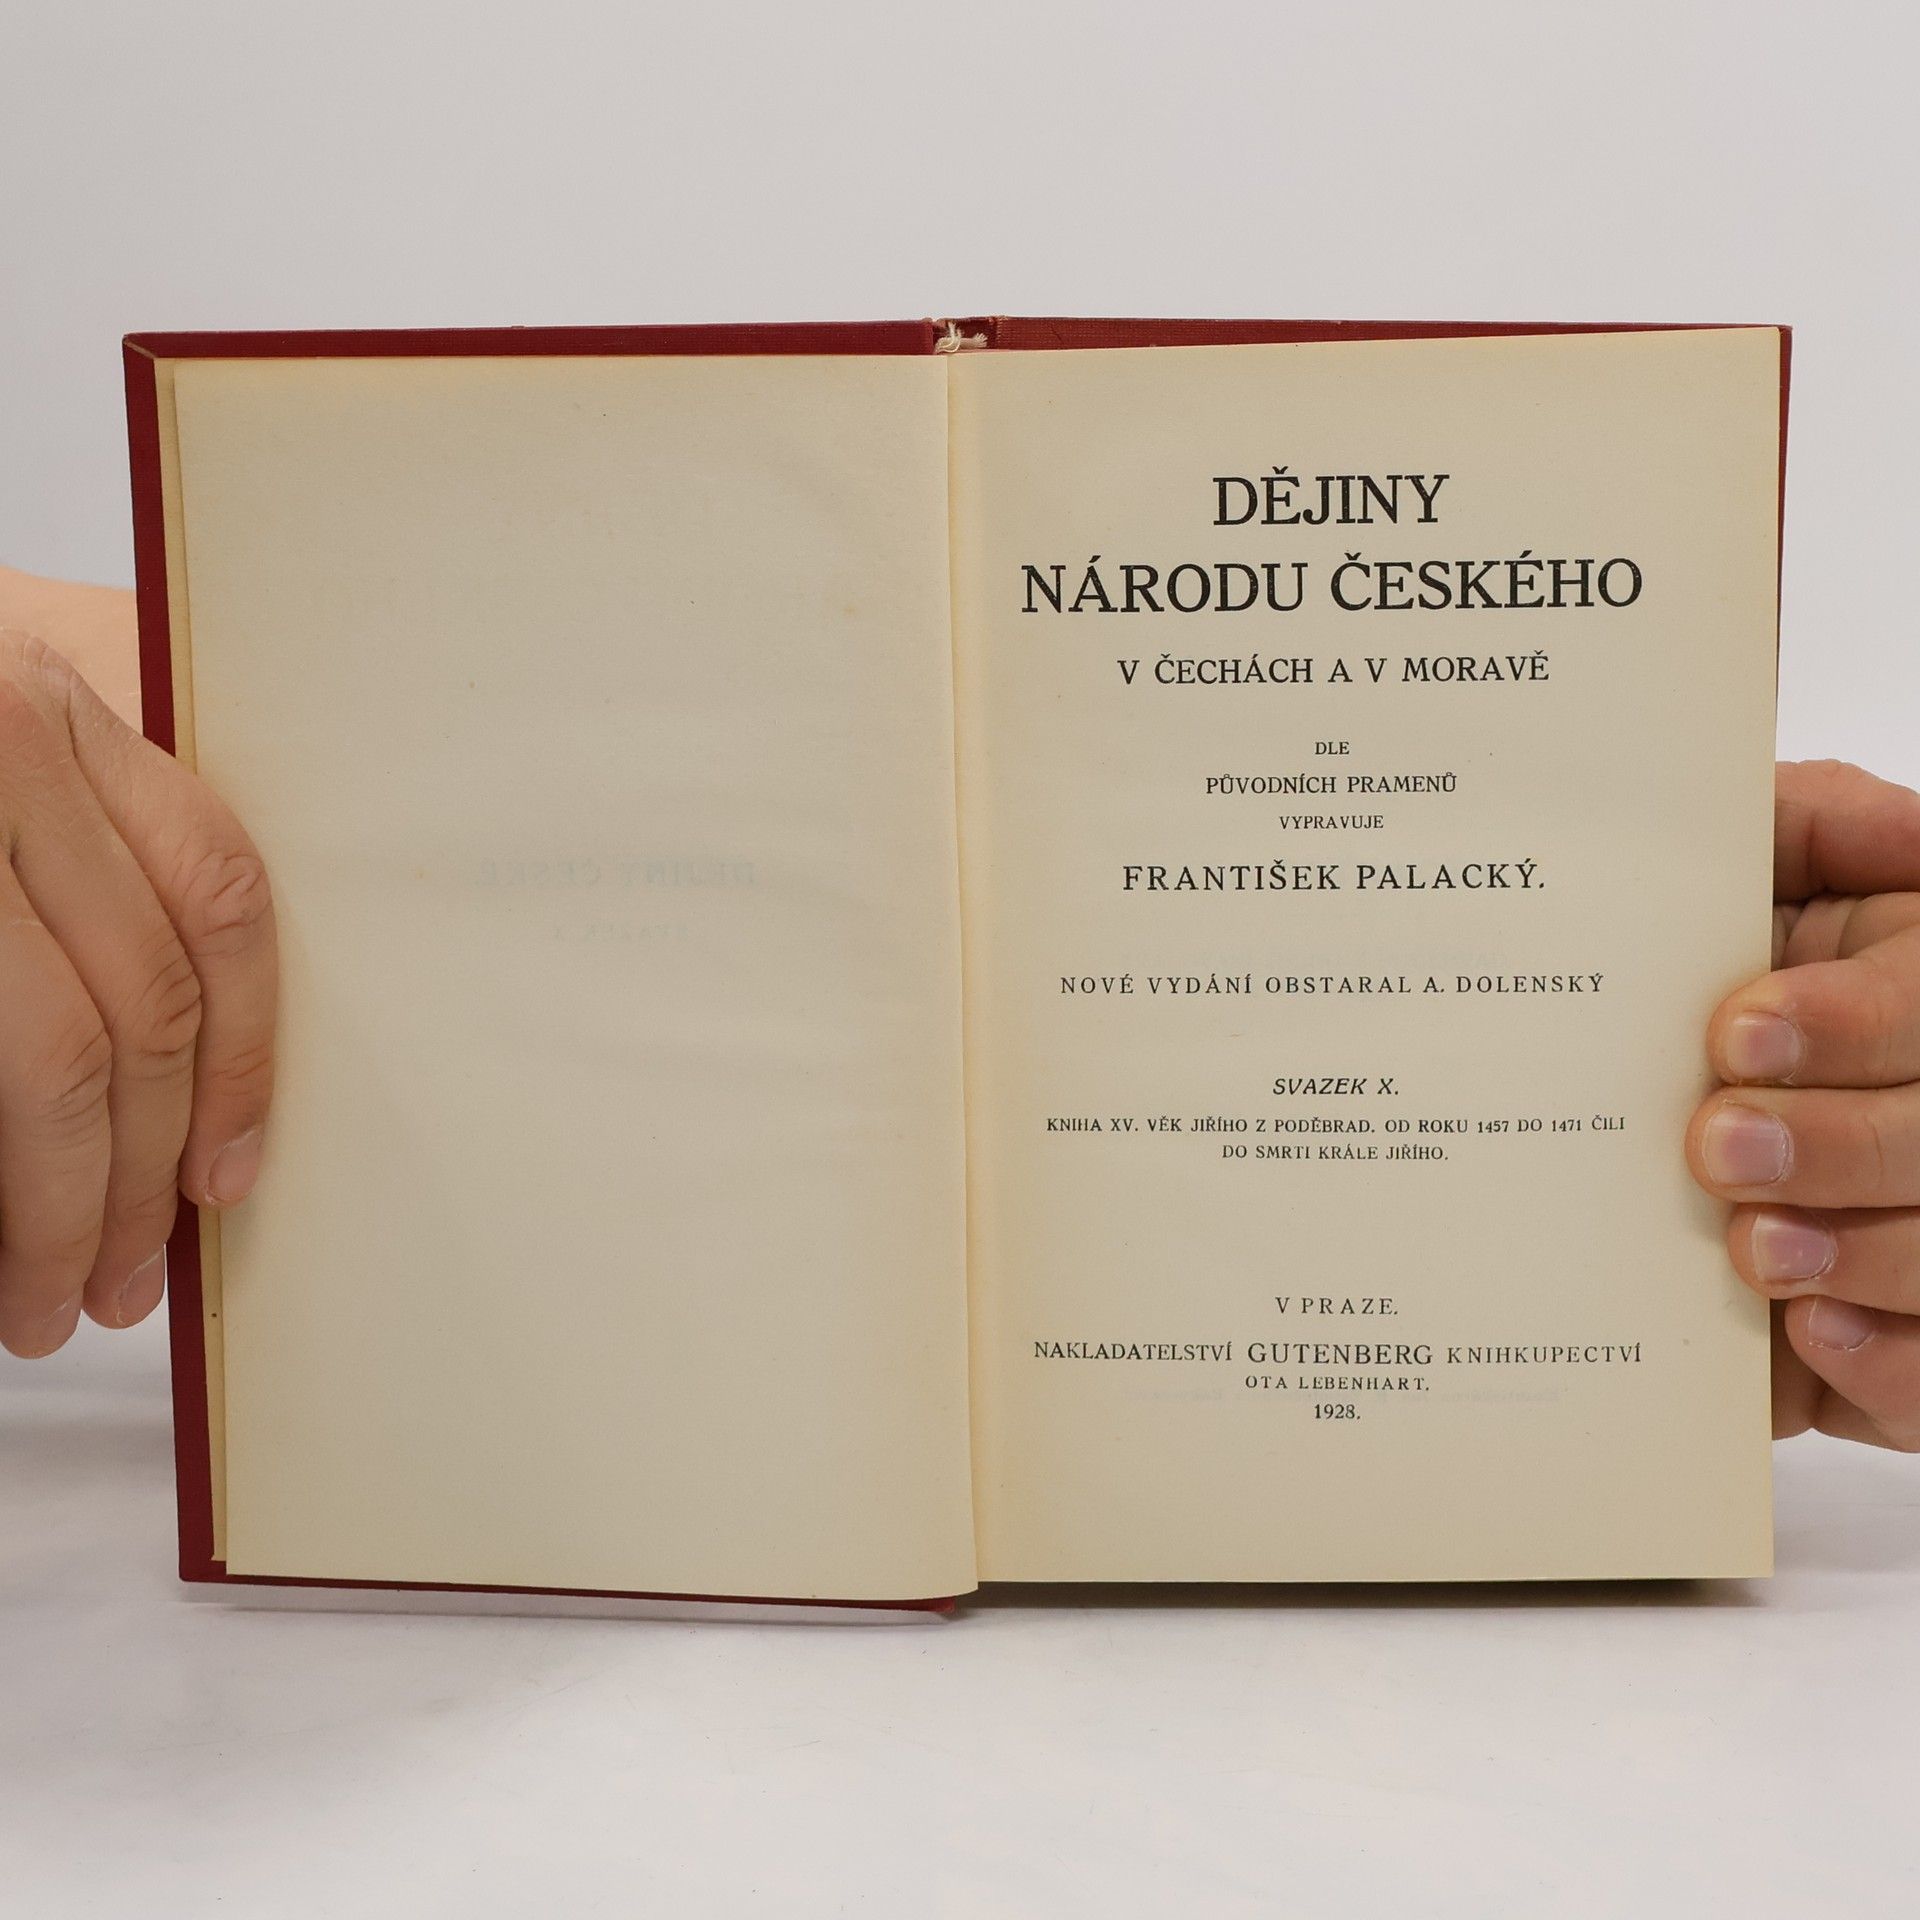 DĚJINY
NÁRODU ČESKÉHO
V ČECHÁCH A V MORAVĚ
DLE
PŮVODNÍCH PRAMENŮ
VYPRAVUJE
FRANTIŠEK PALACKÝ.
NOVÉ VYDÁNÍ OBSTARAL A. DOLENSKÝ
SVAZEK X.
KNIHA XV. VĚK JIŘÍHO Z PODĚBRAD. OD ROKU 1457 DO 1471 ČILI
DO SMRTI KRÁLE JIŘÍHO.
V PRAZE.
NAKLADATELSTVÍ GUTENBERG KNIHKUPECTVÍ
OTA LEBENHART.
1928.